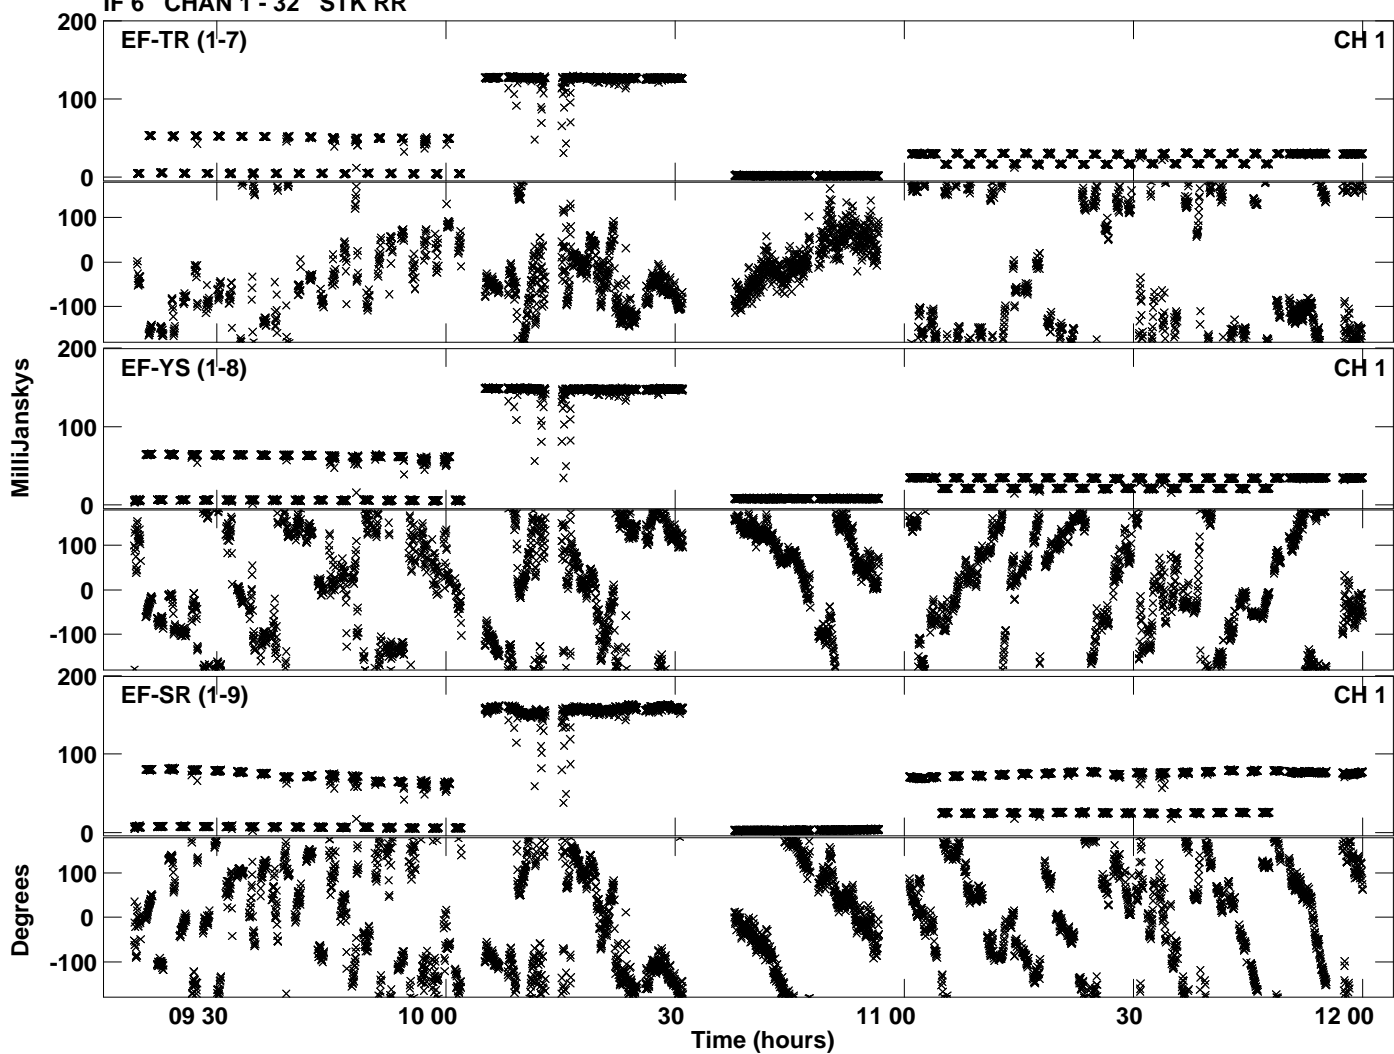 IF 6 CHAN 1 - 32 STK RR
200
EF-TR (1-7) CH 1
100
0
100
0
-100
200
EF-YS (1-8) CH 1
100
0
100
0
-100
200
EF-SR (1-9) CH 1
100
0
100
0
-100
MilliJanskys
Degrees
09 30 10 00 30 11 00 30 12 00
Time (hours)